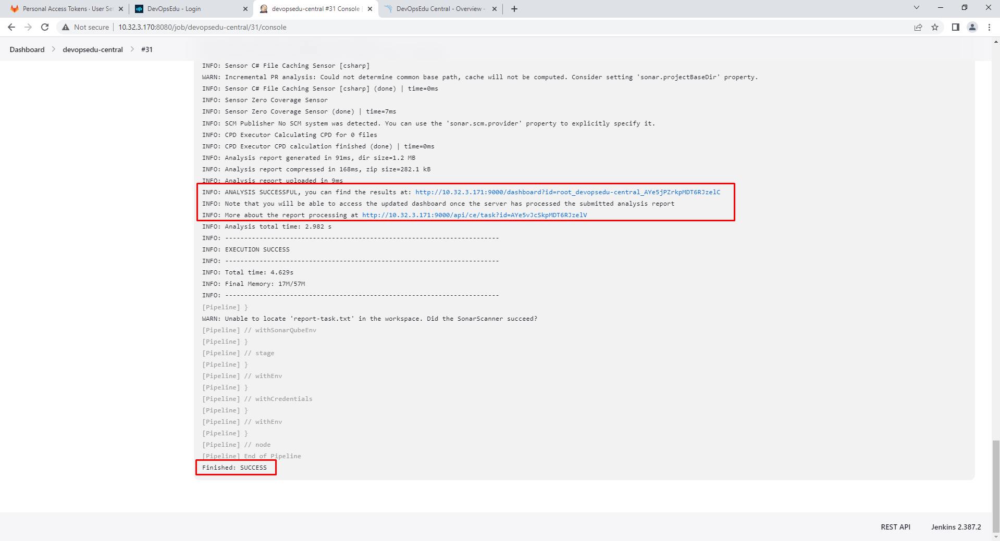 Personal Access Tokens · User Se
DevOpsEdu - Login
devopsedu-central #31 Console
DevOpsEdu Central - Overview -
Not secure
10.32.3.170:8080/job/devopsedu-central/31/console
Dashboard > devopsedu-central > #31
INFO: Sensor C# File Caching Sensor [csharp]
WARN: Incremental PR analysis: Could not determine common base path, cache will not be computed. Consider setting 'sonar.projectBaseDir' property.
INFO: Sensor C# File Caching Sensor [csharp] (done) | time=0ms
INFO: Sensor Zero Coverage Sensor
INFO: Sensor Zero Coverage Sensor (done) | time=7ms
INFO: SCM Publisher No SCM system was detected. You can use the 'sonar.scm.provider' property to explicitly specify it.
INFO: CPD Executor Calculating CPD for 0 files
INFO: CPD Executor CPD calculation finished (done) | time=0ms
INFO: Analysis report generated in 91ms, dir size=1.2 MB
INFO: Analysis report compressed in 168ms, zip size=282.1 kB
INFO: Analysis report uploaded in 9ms
INFO: ANALYSIS SUCCESSFUL, you can find the results at: http://10.32.3.171:9000/dashboard?id=root_devopsedu-central_AYe5jPZrkpMDT6RJzelC
INFO: Note that you will be able to access the updated dashboard once the server has processed the submitted analysis report
INFO: More about the report processing at http://10.32.3.171:9000/api/ce/task?id=AYe5vJcSkpMDT6RJzelV
INFO: Analysis total time: 2.982 s
INFO: ------------------------------------------------------------------------
INFO: EXECUTION SUCCESS
INFO: ------------------------------------------------------------------------
INFO: Total time: 4.629s
INFO: Final Memory: 17M/57M
INFO: ------------------------------------------------------------------------
[Pipeline] }
WARN: Unable to locate 'report-task.txt' in the workspace. Did the SonarScanner succeed?
[Pipeline] // withSonarQubeEnv
[Pipeline] }
[Pipeline] // stage
[Pipeline] }
[Pipeline] // withEnv
[Pipeline] }
[Pipeline] // withCredentials
[Pipeline] }
[Pipeline] // withEnv
[Pipeline] }
[Pipeline] // node
[Pipeline] End of Pipeline
Finished: SUCCESS
REST API
Jenkins 2.387.2